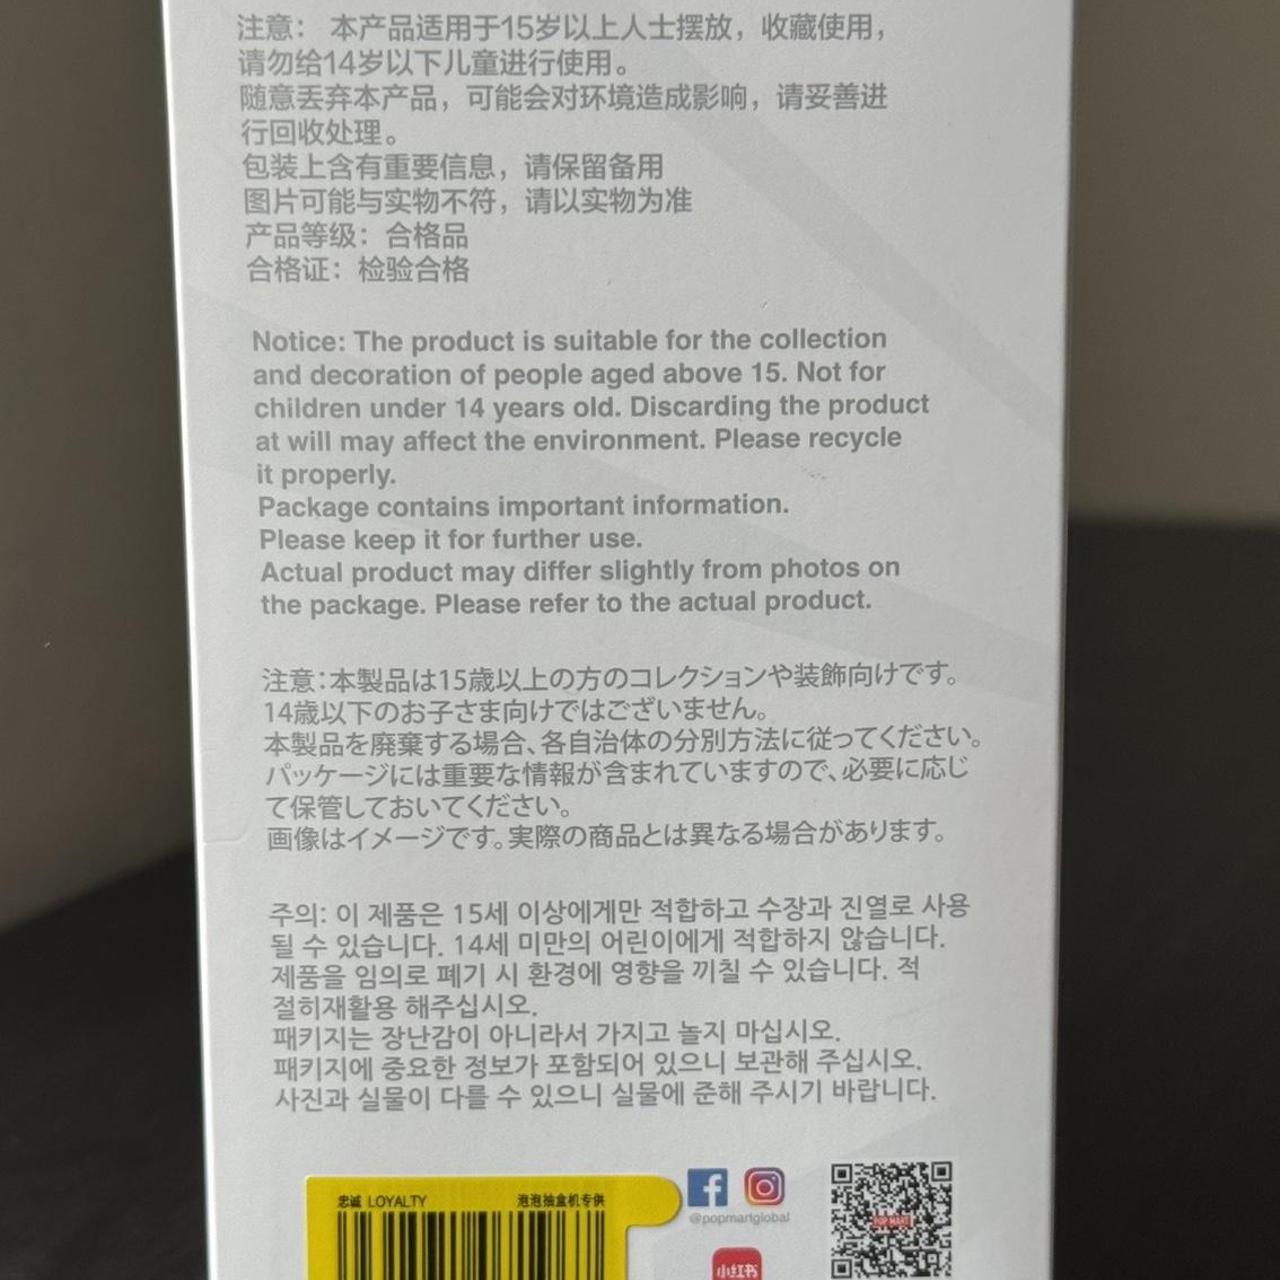 注意： 本产品适用于15岁以上人士摆放，收藏使用，
请勿给14岁以下儿童进行使用。
随意丢弃本产品，可能会对环境造成影响，请妥善进
行回收处理。
包装上含有重要信息，请保留备用
图片可能与实物不符，请以实物为准
产品等级：合格品
合格证：检验合格
Notice: The product is suitable for the collection
and decoration of people aged above 15. Not for
children under 14 years old. Discarding the product
at will may affect the environment. Please recycle
it properly.
Package contains important information.
Please keep it for further use.
Actual product may differ slightly from photos on
the package. Please refer to the actual product.
注意：本製品は15歳以上の方のコレクションや装飾向けです。
14歳以下のお子さま向けではございません。
本製品を廃棄する場合、各自治体の分別方法に従ってください。
パッケージには重要な情報が含まれていますので、必要に応じ
て保管しておいてください。
画像はイメージです。実際の商品とは異なる場合があります。
주의: 이 제품은 15세 이상에게만 적합하고 수장과 진열로 사용
될 수 있습니다. 14세 미만의 어린이에게 적합하지 않습니다.
제품을 임의로 폐기 시 환경에 영향을 끼칠 수 있습니다. 적
절히재활용 해주십시오.
패키지는 장난감이 아니라서 가지고 놀지 마십시오.
패키지에 중요한 정보가 포함되어 있으니 보관해 주십시오.
사진과 실물이 다를 수 있으니 실물에 준해 주시기 바랍니다.
忠诚 LOYALTY 泡泡抽盒机专供
@popmartglobal
POP MART
小红书